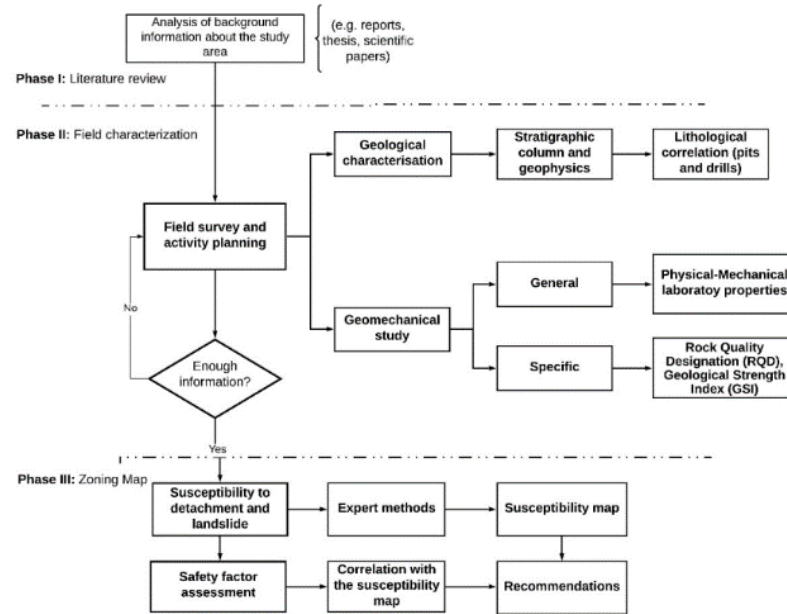 Analysis of background
information about the study
area
(e.g. reports,
thesis, scientific
papers)
Phase I: Literature review
Phase II: Field characterization
Geological
characterisation
Stratigraphic
column and
geophysics
Lithological
correlation (pits
and drills)
Field survey and
activity planning
No
General
Physical-Mechanical
laboratoy properties
Geomechanical
study
Enough
information?
Specific
Rock Quality
Designation (RQD),
Geological Strength
Index (GSI)
Yes
Phase III: Zoning Map
Susceptibility to
detachment and
landslide
Expert methods
Susceptibility map
Safety factor
assessment
Correlation with
the susceptibility
map
Recommendations